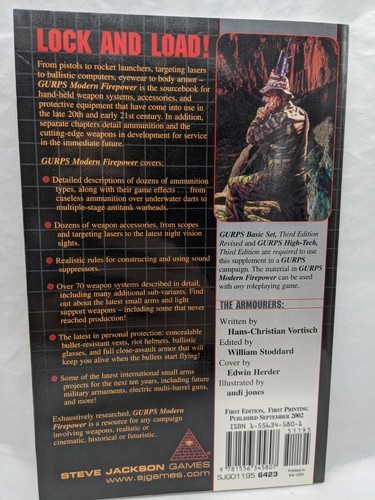 LOCK AND LOAD!
From pistols to rocket launchers, targeting lasers
to ballistic computers, eyewear to body armor –
GURPS Modern Firepower is the sourcebook for
hand-held weapon systems, accessories, and
protective equipment that have come into use in
the late 20th and early 21st century. In addition,
separate chapters detail ammunition and the
cutting-edge weapons in development for service
in the immediate future.
GURPS Modern Firepower covers:
Detailed descriptions of dozens of ammunition
types, along with their game effects . . . from
caseless ammunition over underwater darts to
multiple-stage antitank warheads.
Dozens of weapon accessories, from scopes
and targeting lasers to the latest night vision
sights.
Realistic rules for constructing and using sound
suppressors.
Over 70 weapon systems described in detail,
including many additional sub-variants. Find
out about the latest small arms and light
support weapons – including some that never
reached production!
The latest in personal protection: concealable
bullet-resistant vests, riot helmets, ballistic
glasses, and full close-assault armor that will
keep you alive when the bullets start flying!
Some of the latest international small arms
projects for the next ten years, including future
military armaments, electric multi-barrel guns,
and more!
Exhaustively researched, GURPS Modern
Firepower is a resource for any campaign
involving weapons, realistic or
cinematic, historical or futuristic.
STEVE JACKSON GAMES
www.sjgames.com
GURPS Basic Set, Third Edition
Revised and GURPS High-Tech,
Third Edition are required to use
this supplement in a GURPS
campaign. The material in GURPS
Modern Firepower can be used
with any roleplaying game.
THE ARMOURERS:
Written by
Hans-Christian Vortisch
Edited by
William Stoddard
Cover by
Edwin Herder
Illustrated by
andi jones
FIRST EDITION, FIRST PRINTING
PUBLISHED SEPTEMBER 2002
ISBN 1-55634-580-1
51195
9 781556 345807
SJG01195 6423
Printed in
the USA